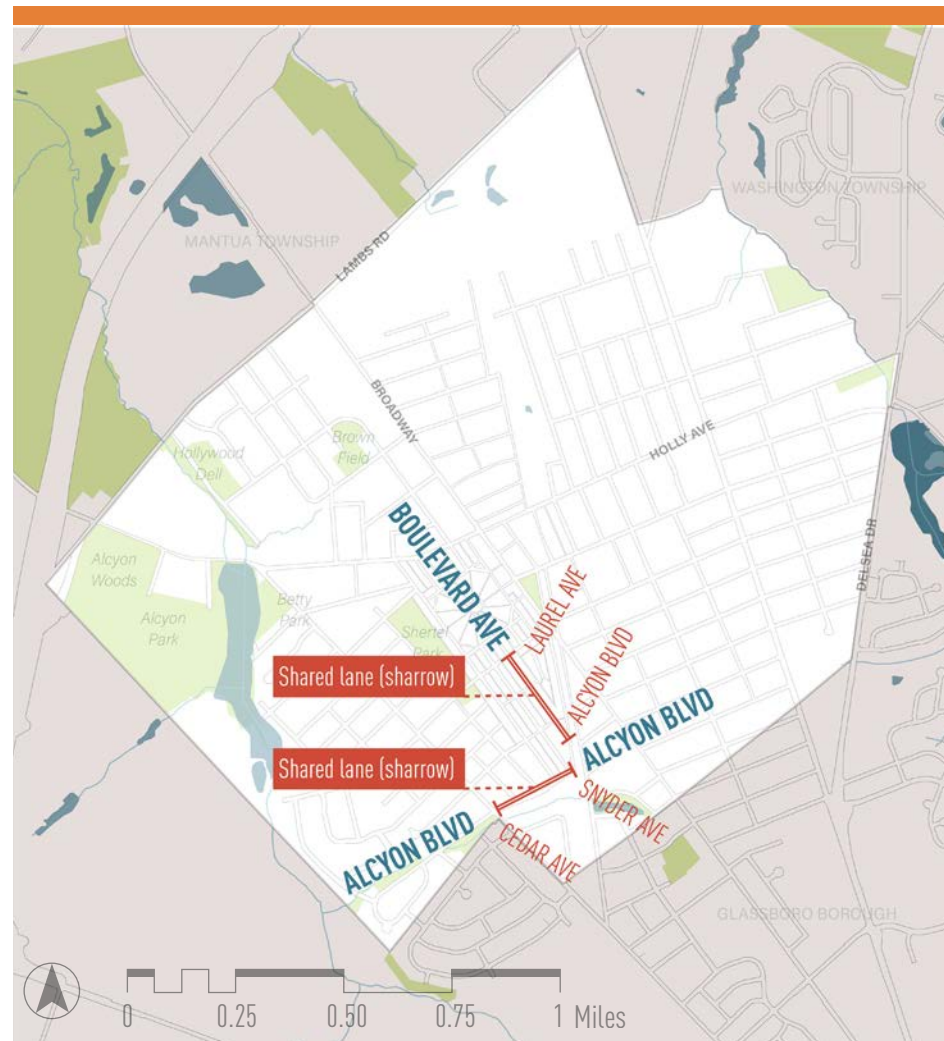 WASHINGTON TOWNSHIP
MANTUA TOWNSHIP
LAMBS RD
BROADWAY
HOLLY AVE
Hollywood
Dell
Brown
Field
BOULEVARD AVE
DELSEA DR
Alcyon
Woods
Alcyon
Park
Betty
Park
Shertel
Park
LAUREL AVE
Shared lane (sharrow)
ALCYON BLVD
ALCYON BLVD
Shared lane (sharrow)
SNYDER AVE
ALCYON BLVD
CEDAR AVE
GLASSBORO BOROUGH
0 0.25 0.50 0.75 1 Miles